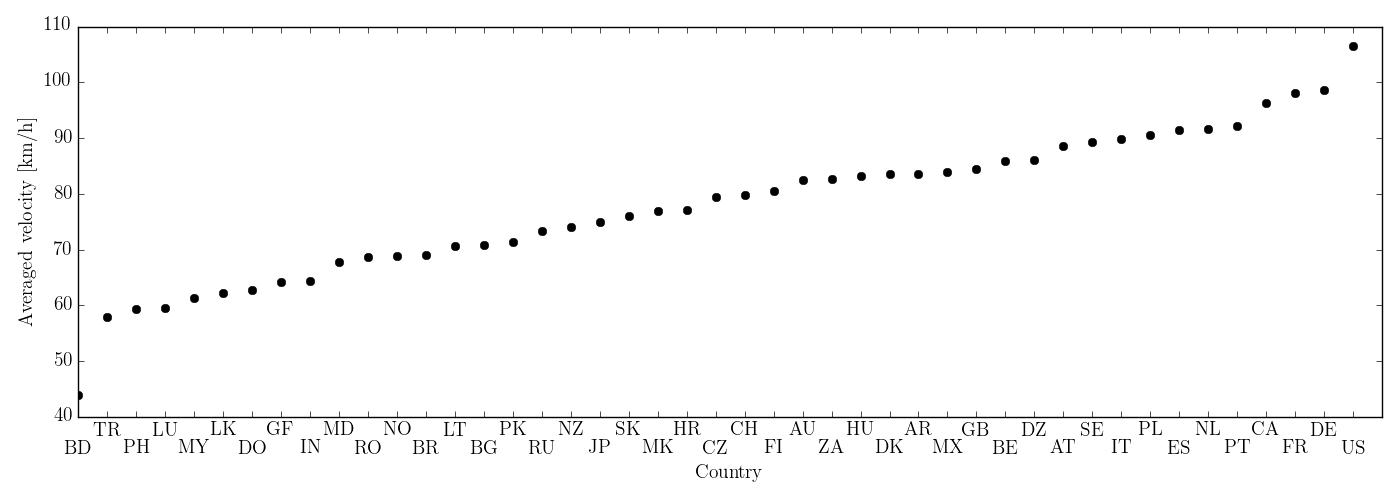 110
100
90
80
70
60
50
40
Averaged velocity [km/h]
TR LU LK GF MD NO LT PK NZ SK HR CH AU HU AR GB DZ SE PL NL CA DE
BD PH MY DO IN RO BR BG RU JP MK CZ FI ZA DK MX BE AT IT ES PT FR US
Country